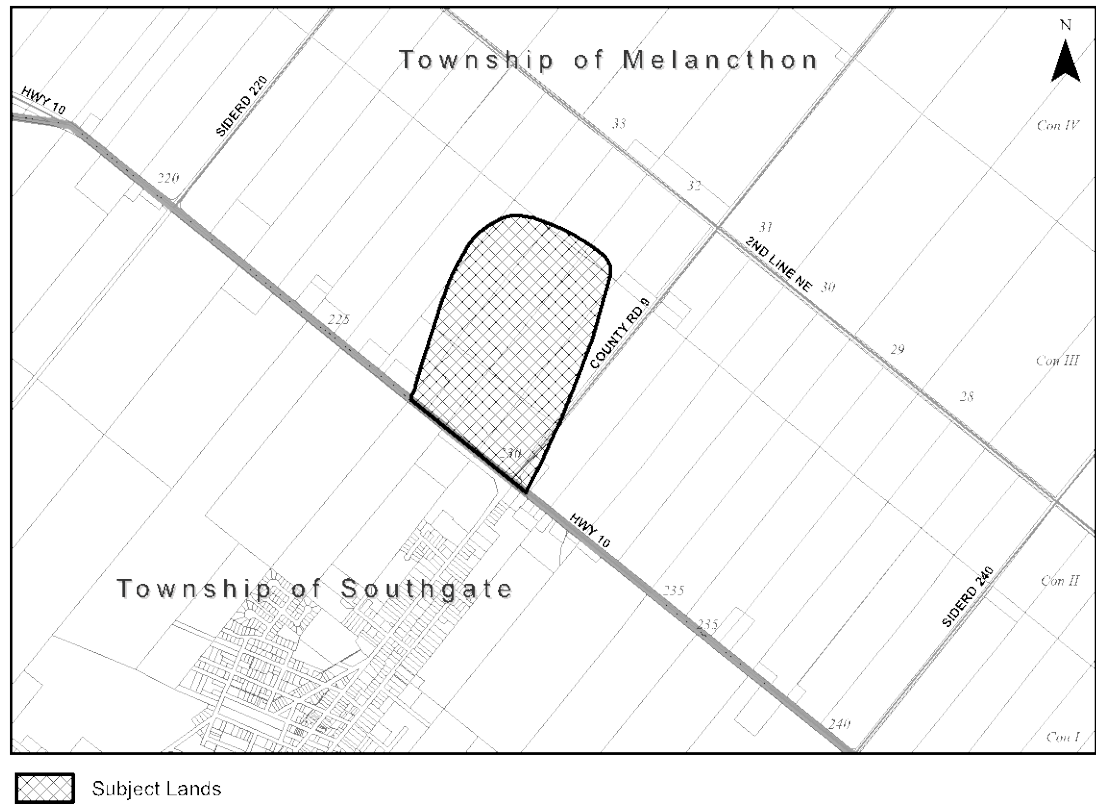 Township of Melancthon
N
HWY 10
SIDERD 220
33
Con IV
220
32
31
2ND LINE NE
30
COUNTY RD 9
225
29
Con III
28
230
HWY 10
Township of Southgate
235
235
SIDERD 240
Con II
240
Con I
Subject Lands